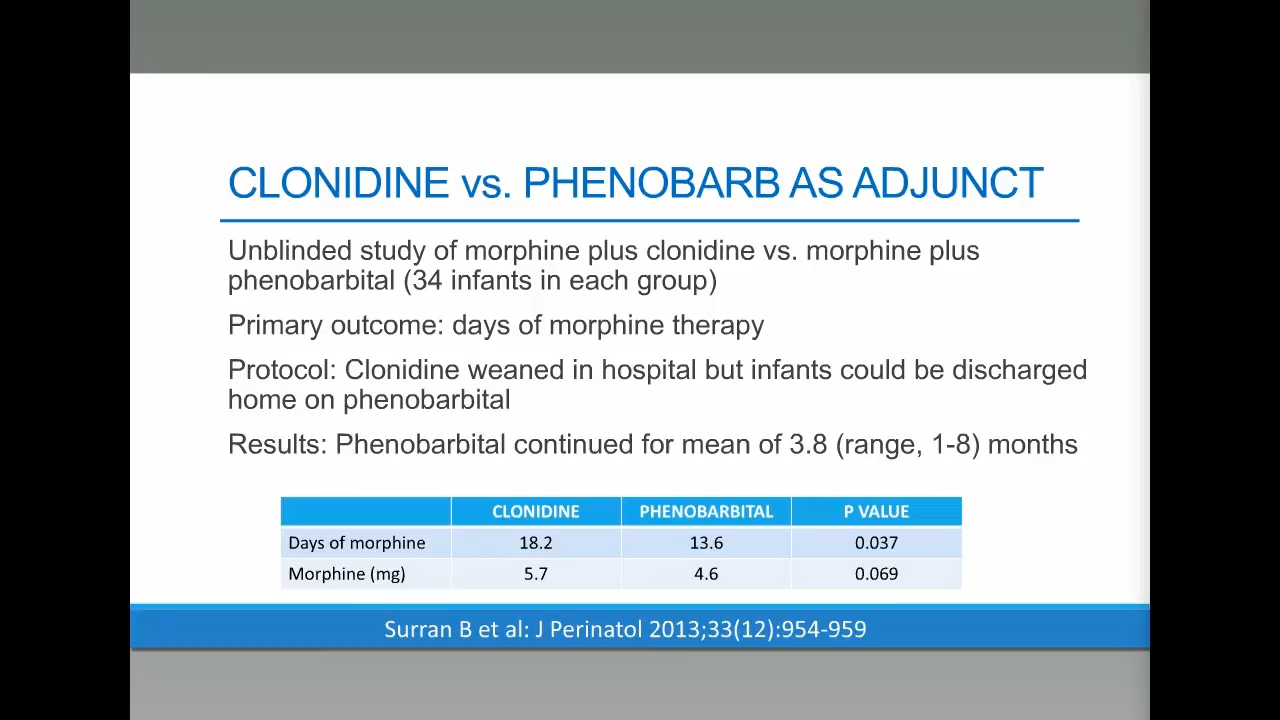 CLONIDINE vs. PHENOBARB AS ADJUNCT
Unblinded study of morphine plus clonidine vs. morphine plus
phenobarbital (34 infants in each group)
Primary outcome: days of morphine therapy
Protocol: Clonidine weaned in hospital but infants could be discharged
home on phenobarbital
Results: Phenobarbital continued for mean of 3.8 (range, 1-8) months
CLONIDINE PHENOBARBITAL P VALUE
Days of morphine 18.2 13.6 0.037
Morphine (mg) 5.7 4.6 0.069
Surran B et al: J Perinatol 2013;33(12):954-959